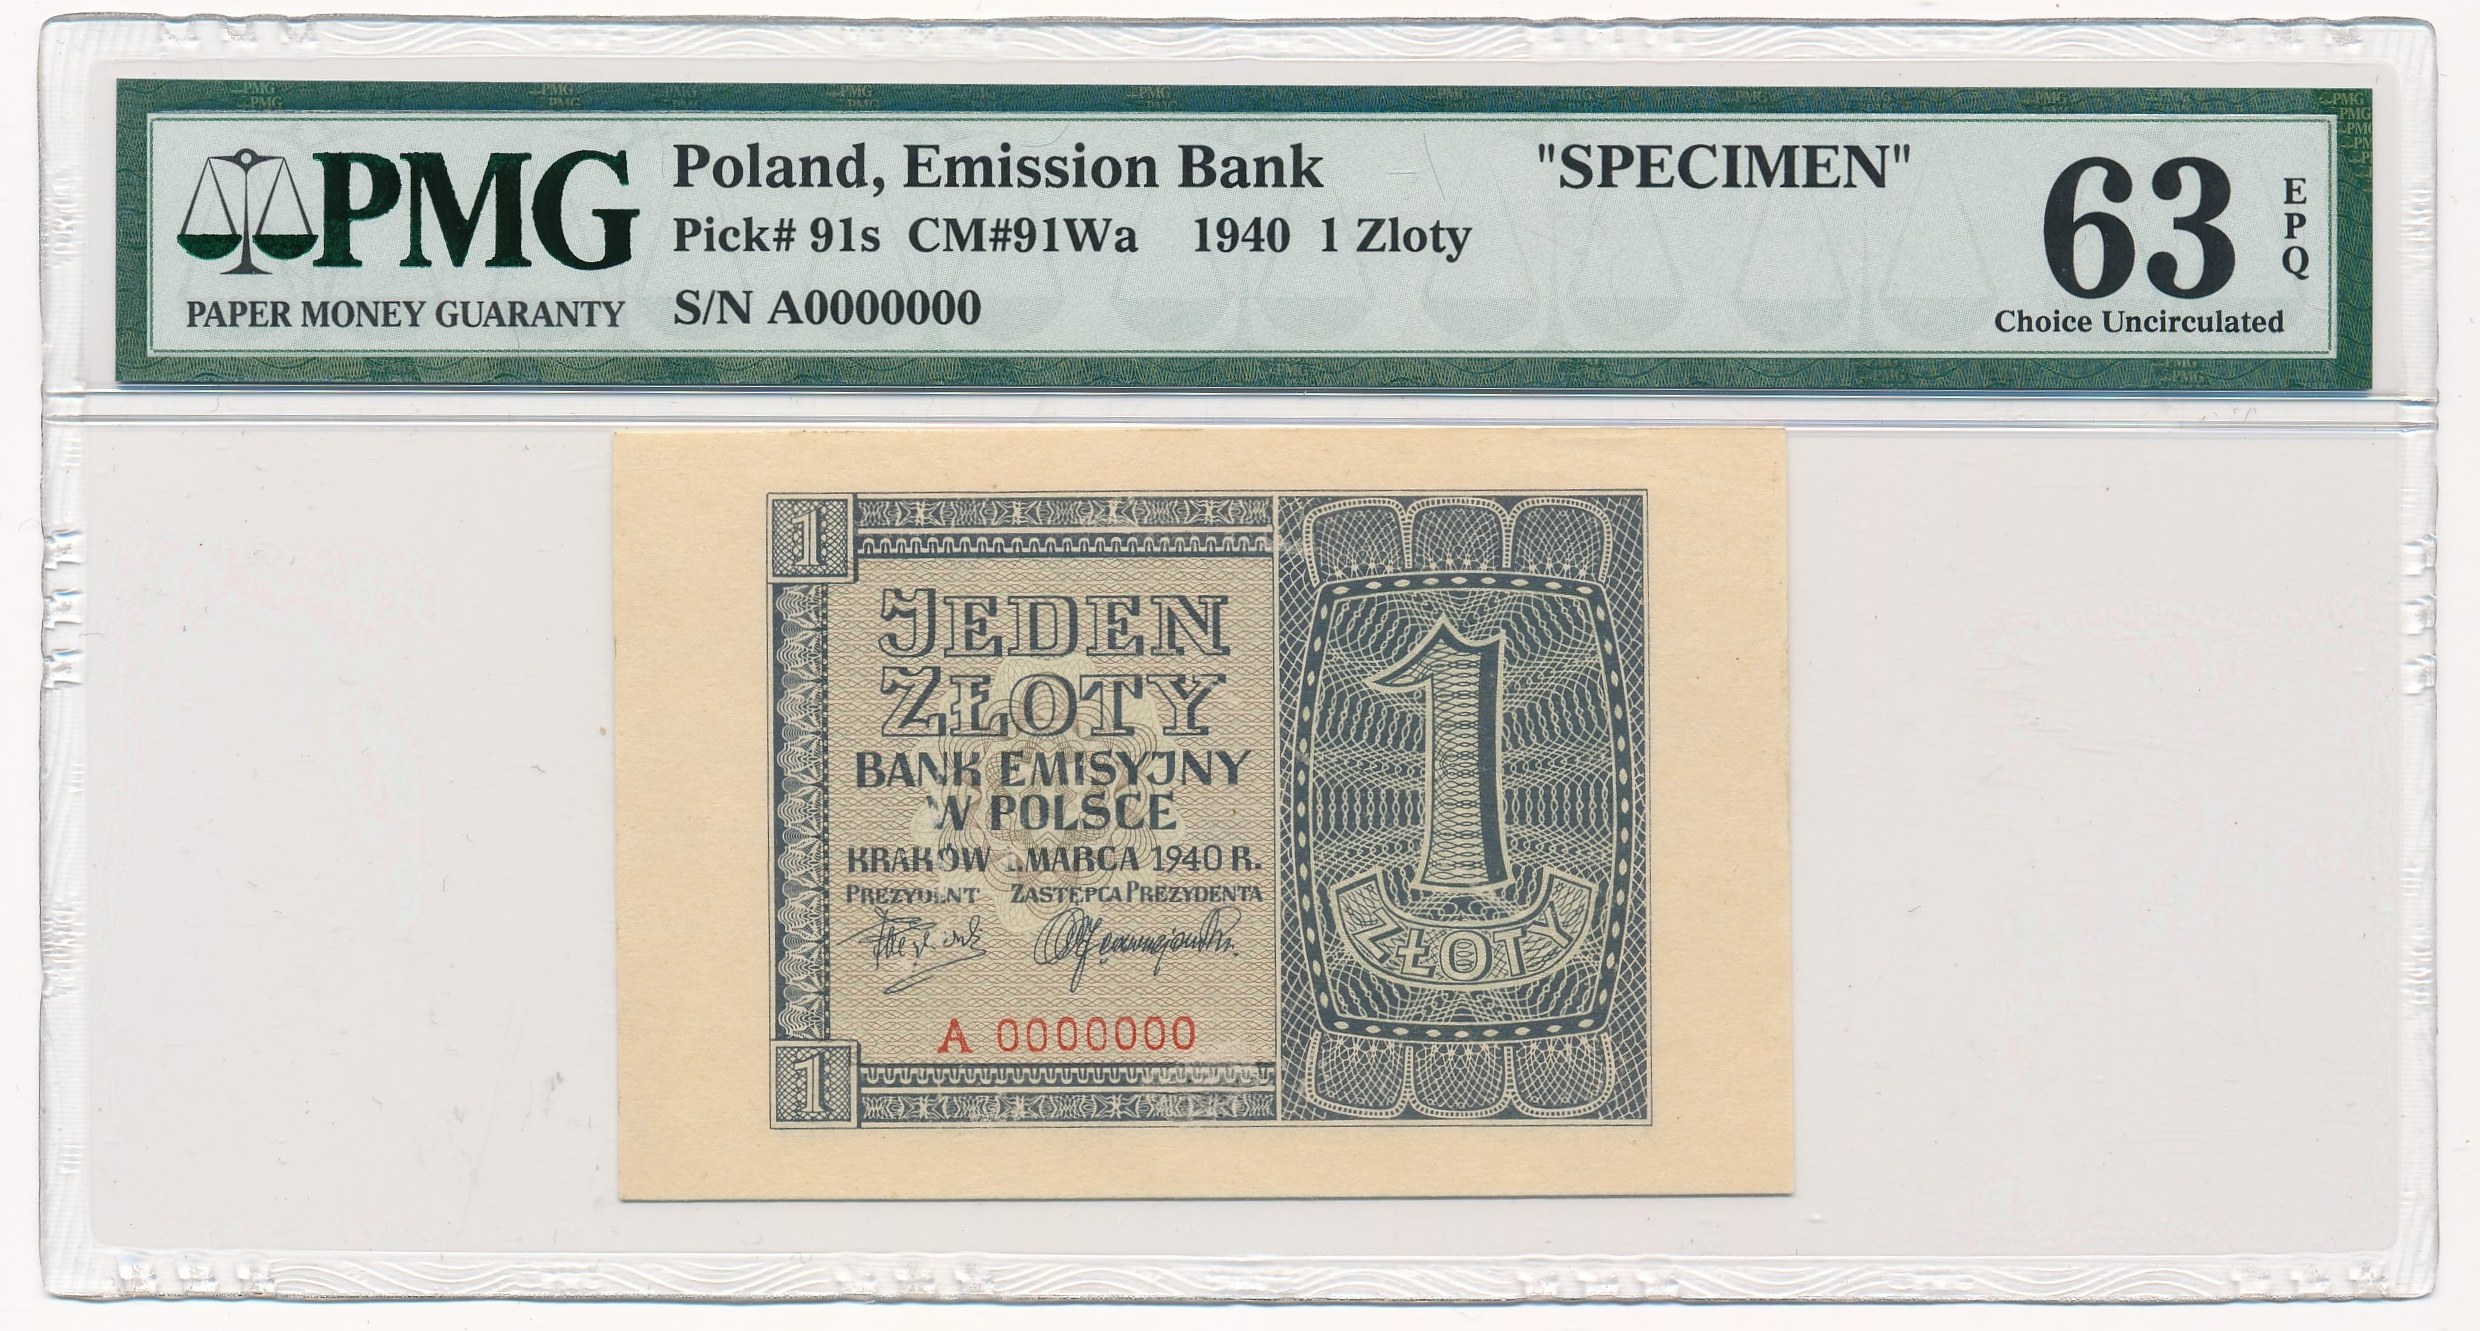 PMG
PAPER MONEY GUARANTY
Poland, Emission Bank "SPECIMEN"
Pick# 91s CM#91Wa 1940 1 Zloty
S/N A0000000
63
EPQ
Choice Uncirculated
1
JEDEN
ZŁOTY
BANK EMISYJNY
W POLSCE
KRAKÓW 1.MARCA 1940 R.
PREZYDENT ZASTĘPCA PREZYDENTA
A 0000000
1
1
ZŁOTY